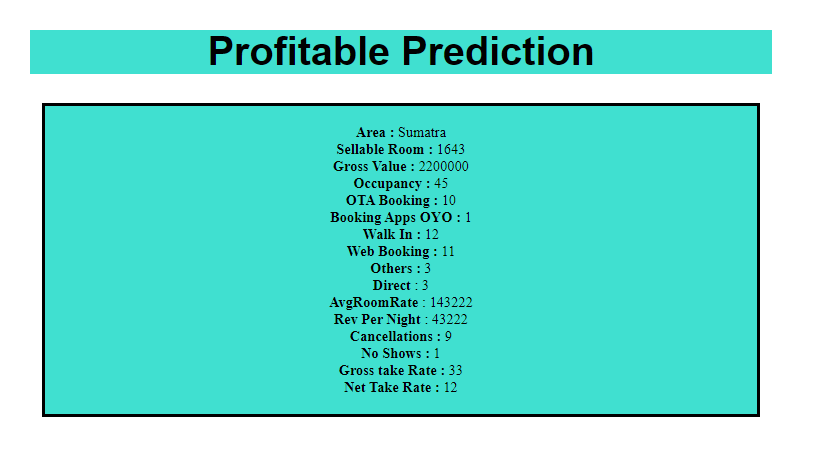 Profitable Prediction
Area : Sumatra
Sellable Room : 1643
Gross Value : 2200000
Occupancy : 45
OTA Booking : 10
Booking Apps OYO : 1
Walk In : 12
Web Booking : 11
Others : 3
Direct : 3
AvgRoomRate : 143222
Rev Per Night : 43222
Cancellations : 9
No Shows : 1
Gross take Rate : 33
Net Take Rate : 12